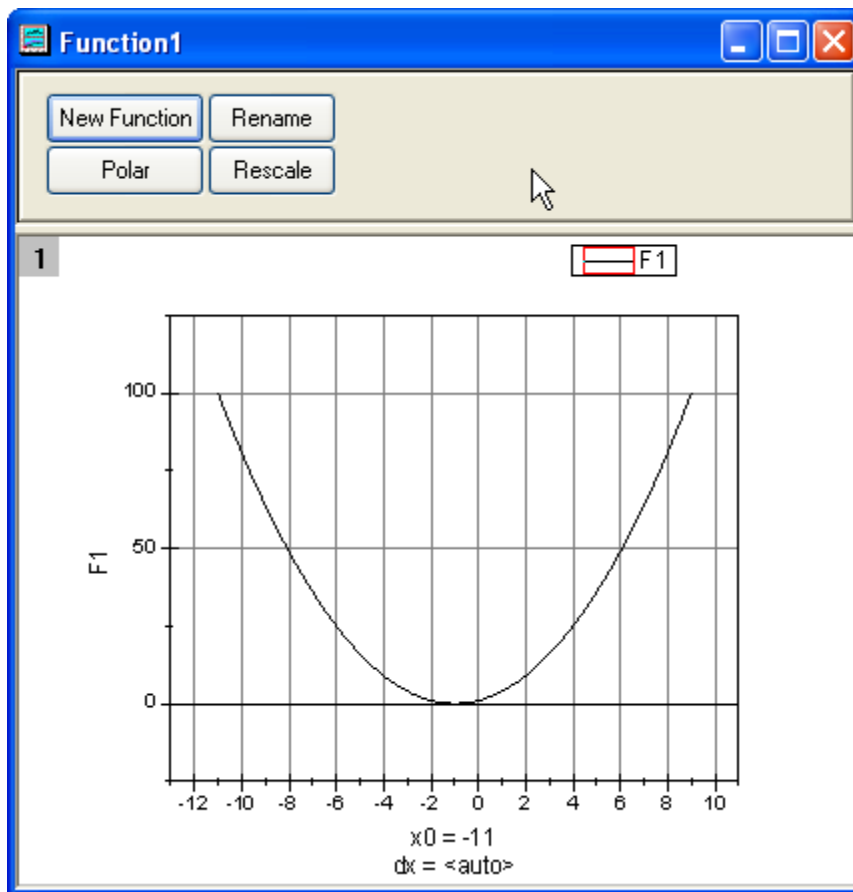 Function1
New Function Rename
Polar Rescale
1
F1
100
50
0
F1
-12 -10 -8 -6 -4 -2 0 2 4 6 8 10
x0 = -11
dx = <auto>